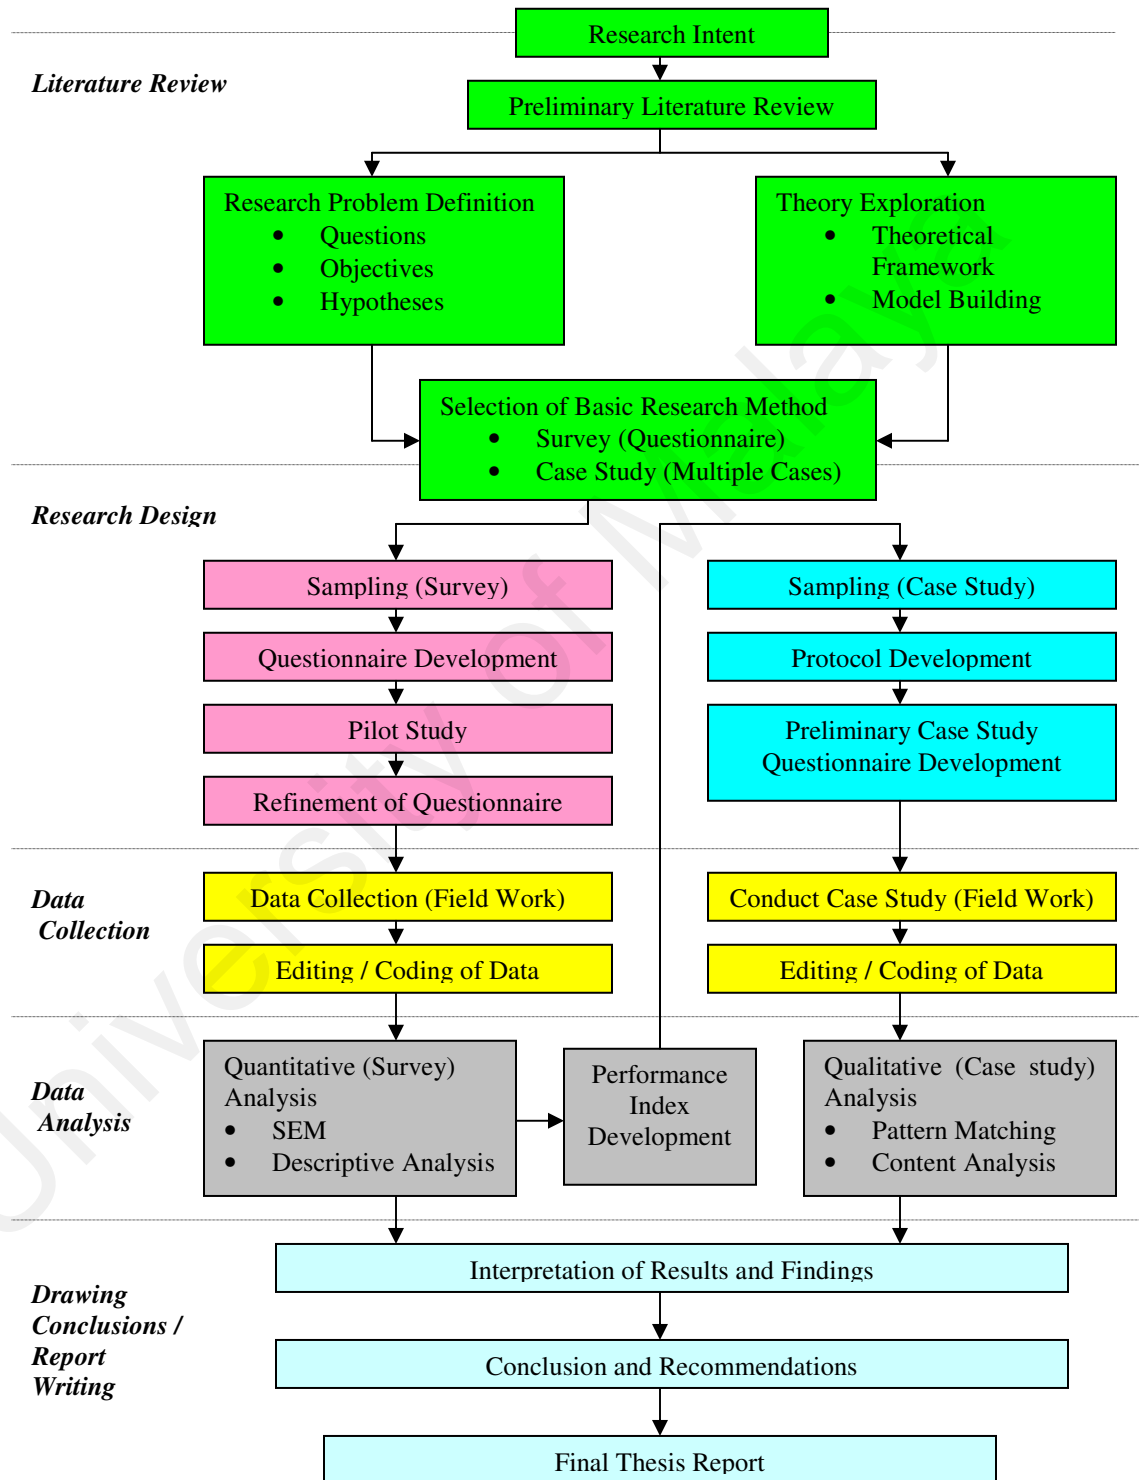 Research Intent
Literature Review
Preliminary Literature Review
Research Problem Definition
• Questions
• Objectives
• Hypotheses
Theory Exploration
• Theoretical
Framework
• Model Building
Selection of Basic Research Method
• Survey (Questionnaire)
• Case Study (Multiple Cases)
Research Design
Sampling (Survey)
Questionnaire Development
Pilot Study
Refinement of Questionnaire
Sampling (Case Study)
Protocol Development
Preliminary Case Study
Questionnaire Development
Data
Collection
Data Collection (Field Work)
Editing / Coding of Data
Conduct Case Study (Field Work)
Editing / Coding of Data
Data
Analysis
Quantitative (Survey)
Analysis
• SEM
• Descriptive Analysis
Performance
Index
Development
Qualitative (Case study)
Analysis
• Pattern Matching
• Content Analysis
Drawing
Conclusions /
Report
Writing
Interpretation of Results and Findings
Conclusion and Recommendations
Final Thesis Report
University of Malaya